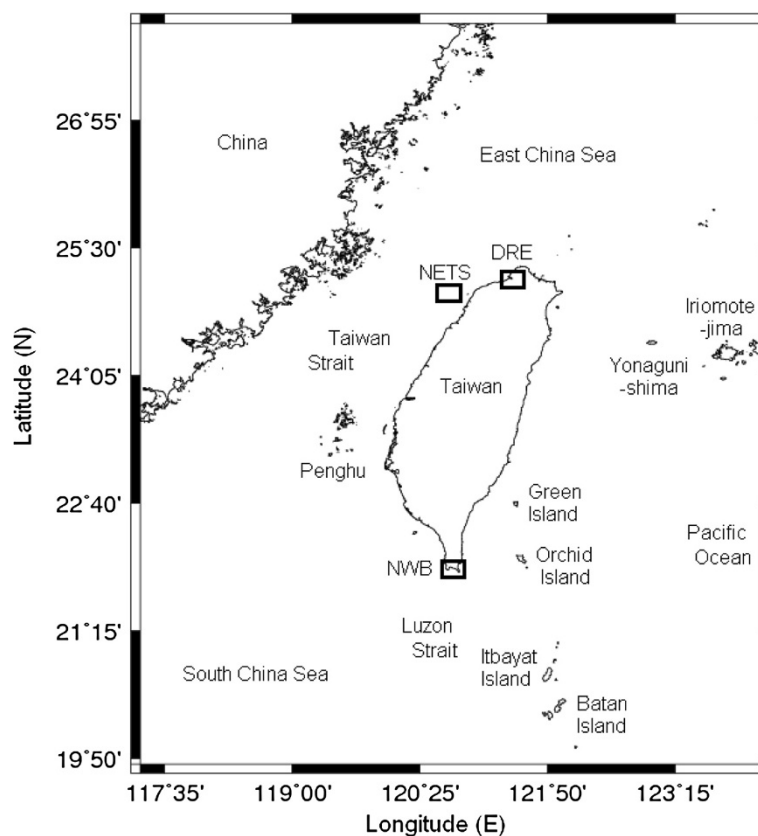 26°55'
25°30'
24°05'
22°40'
21°15'
19°50'
Latitude (N)
China
East China Sea
DRE
NETS
Iriomote
-jima
Taiwan
Strait
Yonaguni
-shima
Taiwan
Penghu
Green
Island
Pacific
Ocean
Orchid
Island
NWB
Luzon
Strait
Itbayat
Island
South China Sea
Batan
Island
117°35'
119°00'
120°25'
121°50'
123°15'
Longitude (E)